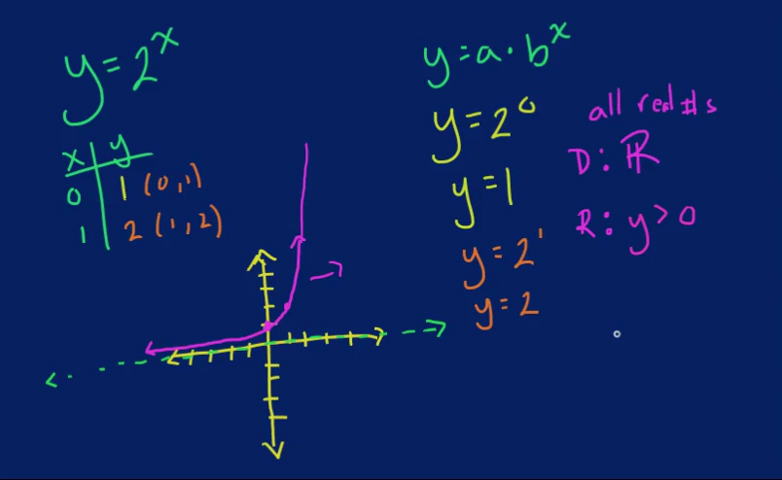 y = 2^x
x | y
0 | 1 (0,1)
1 | 2 (1,2)
y = a · b^x
y = 2^0
y = 1
y = 2^1
y = 2
all real #s
D: ℝ
R: y > 0